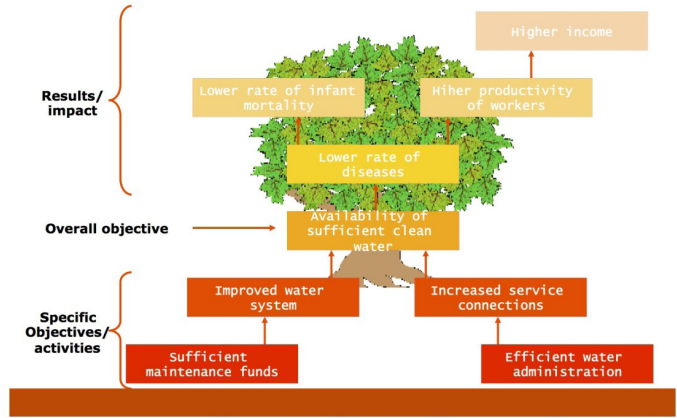 Higher income
Results/
impact
Lower rate of infant
mortality
Hiher productivity
of workers
Lower rate of
diseases
Overall objective
Availability of
sufficient clean
water
Specific
Objectives/
activities
Improved water
system
Increased service
connections
Sufficient
maintenance funds
Efficient water
administration